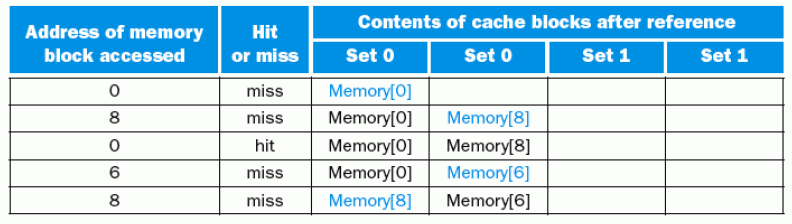 Address of memory block accessed | Hit or miss | Contents of cache blocks after reference
Set 0 | Set 0 | Set 1 | Set 1
0 | miss | Memory[0] | | |
8 | miss | Memory[0] | Memory[8] | |
0 | hit | Memory[0] | Memory[8] | |
6 | miss | Memory[0] | Memory[6] | |
8 | miss | Memory[8] | Memory[6] | |